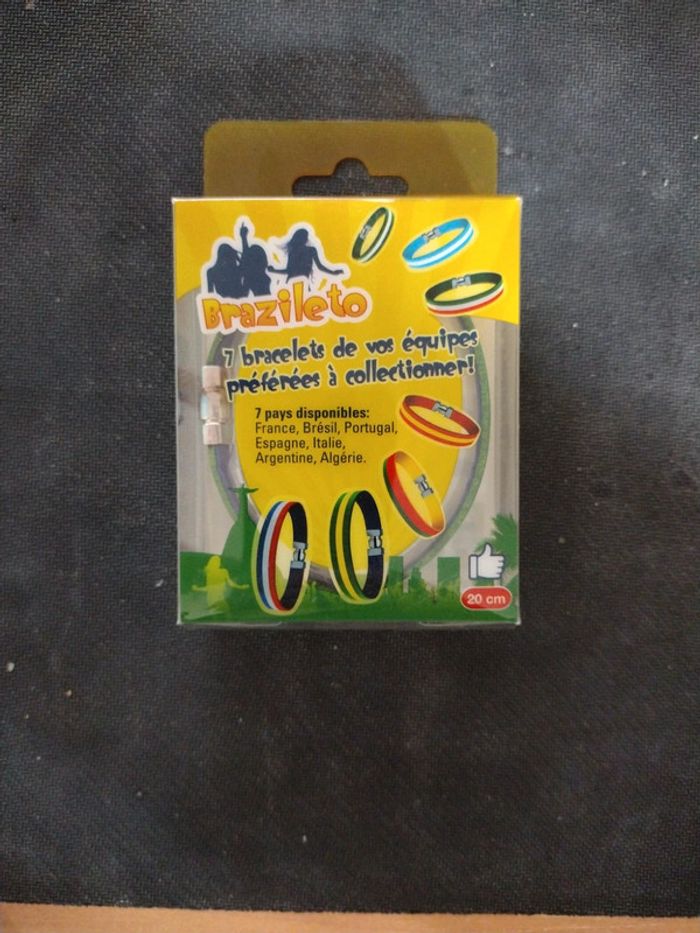 Brazileto
7 bracelets de vos équipes
préférées à collectionner!
7 pays disponibles:
France, Brésil, Portugal,
Espagne, Italie,
Argentine, Algérie.
20 cm